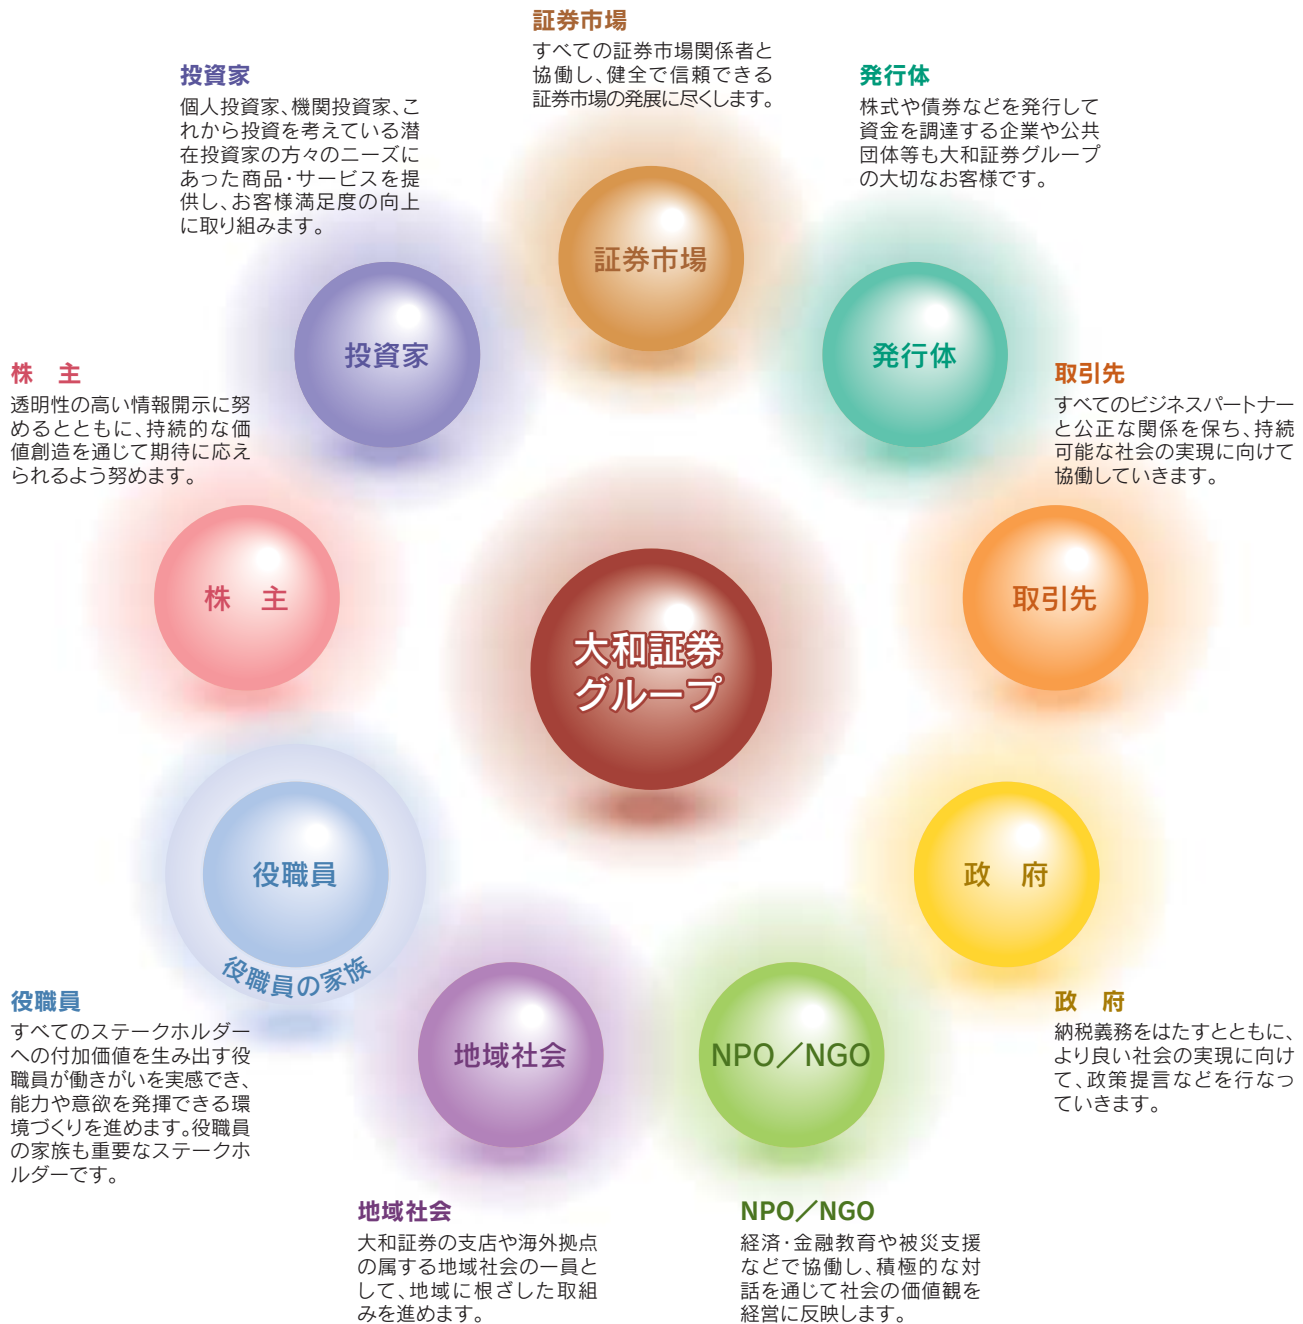 証券市場
すべての証券市場関係者と
協働し、健全で信頼できる
証券市場の発展に尽くします。
投資家
個人投資家、機関投資家、こ
れから投資を考えている潜
在投資家の方々のニーズに
あった商品・サービスを提
供し、お客様満足度の向上
に取り組みます。
発行体
株式や債券などを発行して
資金を調達する企業や公共
団体等も大和証券グループ
の大切なお客様です。
証券市場
投資家
発行体
株　主
透明性の高い情報開示に努
めるとともに、持続的な価
値創造を通じて期待に応え
られるよう努めます。
取引先
すべてのビジネスパートナー
と公正な関係を保ち、持続
可能な社会の実現に向けて
協働していきます。
株　主
取引先
大和証券
グループ
役職員
役職員の家族
政　府
役職員
すべてのステークホルダー
への付加価値を生み出す役
職員が働きがいを実感でき、
能力や意欲を発揮できる環
境づくりを進めます。役職員
の家族も重要なステークホ
ルダーです。
政　府
納税義務をはたすとともに、
より良い社会の実現に向け
て、政策提言などを行なっ
ていきます。
地域社会
NPO／NGO
地域社会
大和証券の支店や海外拠点
の属する地域社会の一員と
して、地域に根ざした取組
みを進めます。
NPO／NGO
経済・金融教育や被災支援
などで協働し、積極的な対
話を通じて社会の価値観を
経営に反映します。